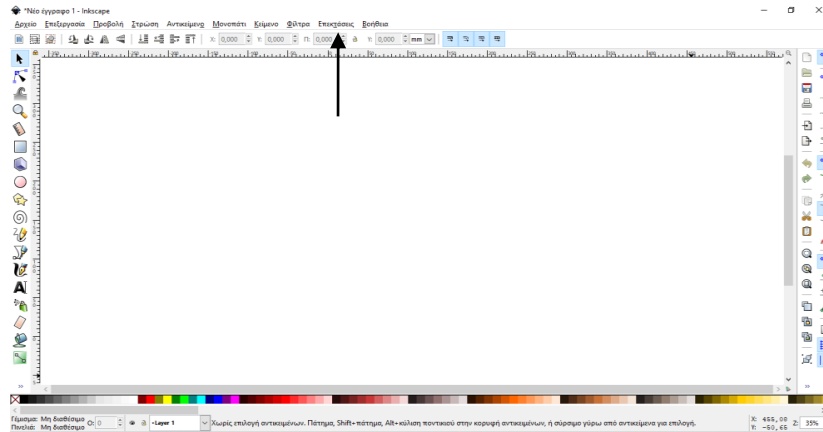 *Νέο έγγραφο 1 - Inkscape
Αρχείο Επεξεργασία Προβολή Στρώση Αντικείμενο Μονοπάτι Κείμενο Φίλτρα Επεκτάσεις Βοήθεια
X: 0,000 Y: 0,000 Π: 0,000 Υ: 0,000 mm
Γέμισμα: Μη διαθέσιμο O: 0 -Layer 1 Χωρίς επιλογή αντικειμένων. Πάτημα, Shift+πάτημα, Alt+κύλιση ποντικιού στην κορυφή αντικειμένων, ή σύρσιμο γύρω από αντικείμενα για επιλογή. X: 455,08 Z: 35%
Πινελιά: Μη διαθέσιμο Y: -50,65